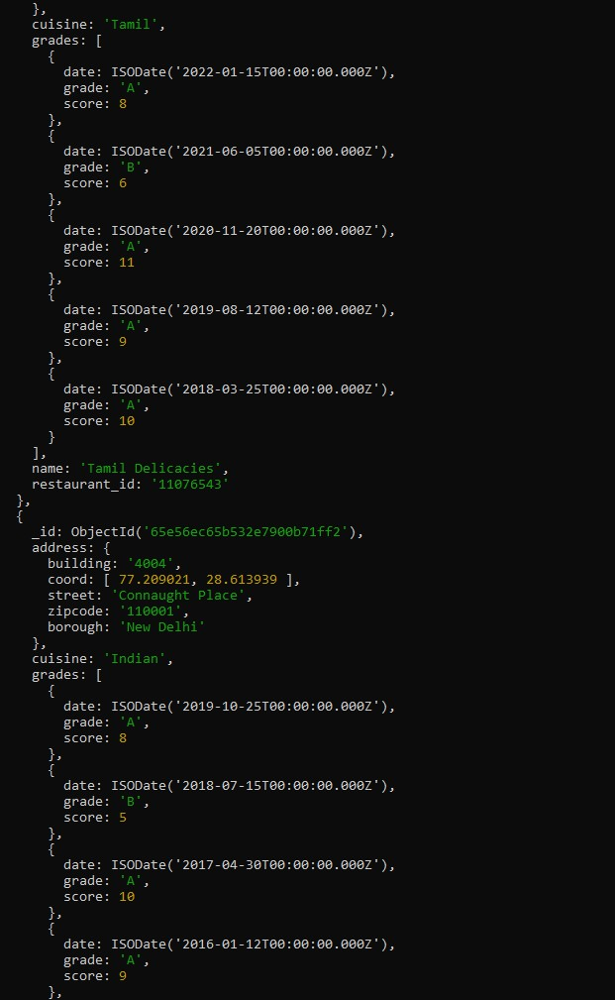 },
cuisine: 'Tamil',
grades: [
{
date: ISODate('2022-01-15T00:00:00.000Z'),
grade: 'A',
score: 8
},
{
date: ISODate('2021-06-05T00:00:00.000Z'),
grade: 'B',
score: 6
},
{
date: ISODate('2020-11-20T00:00:00.000Z'),
grade: 'A',
score: 11
},
{
date: ISODate('2019-08-12T00:00:00.000Z'),
grade: 'A',
score: 9
},
{
date: ISODate('2018-03-25T00:00:00.000Z'),
grade: 'A',
score: 10
}
],
name: 'Tamil Delicacies',
restaurant_id: '11076543'
},
{
_id: ObjectId('65e56ec65b532e7900b71ff2'),
address: {
building: '4004',
coord: [ 77.209021, 28.613939 ],
street: 'Connaught Place',
zipcode: '110001',
borough: 'New Delhi'
},
cuisine: 'Indian',
grades: [
{
date: ISODate('2019-10-25T00:00:00.000Z'),
grade: 'A',
score: 8
},
{
date: ISODate('2018-07-15T00:00:00.000Z'),
grade: 'B',
score: 5
},
{
date: ISODate('2017-04-30T00:00:00.000Z'),
grade: 'A',
score: 10
},
{
date: ISODate('2016-01-12T00:00:00.000Z'),
grade: 'A',
score: 9
},